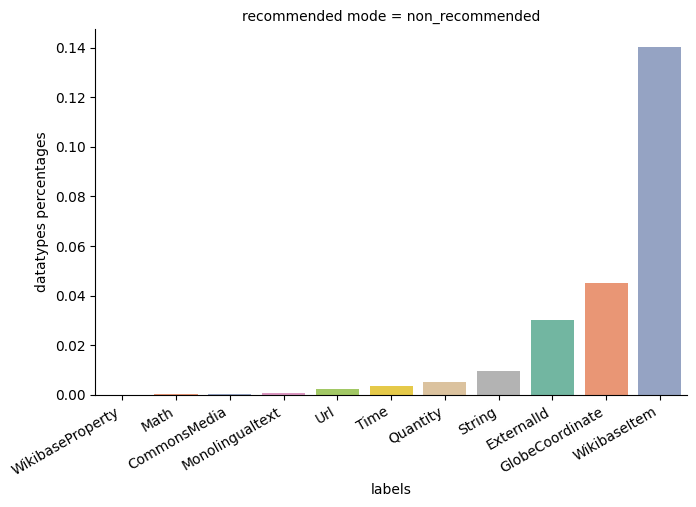 recommended mode = non_recommended
0.14
0.12
0.10
0.08
0.06
0.04
0.02
0.00
datatypes percentages
WikibaseProperty
Math
CommonsMedia
Monolingualtext
Url
Time
Quantity
String
ExternalId
GlobeCoordinate
WikibaseItem
labels